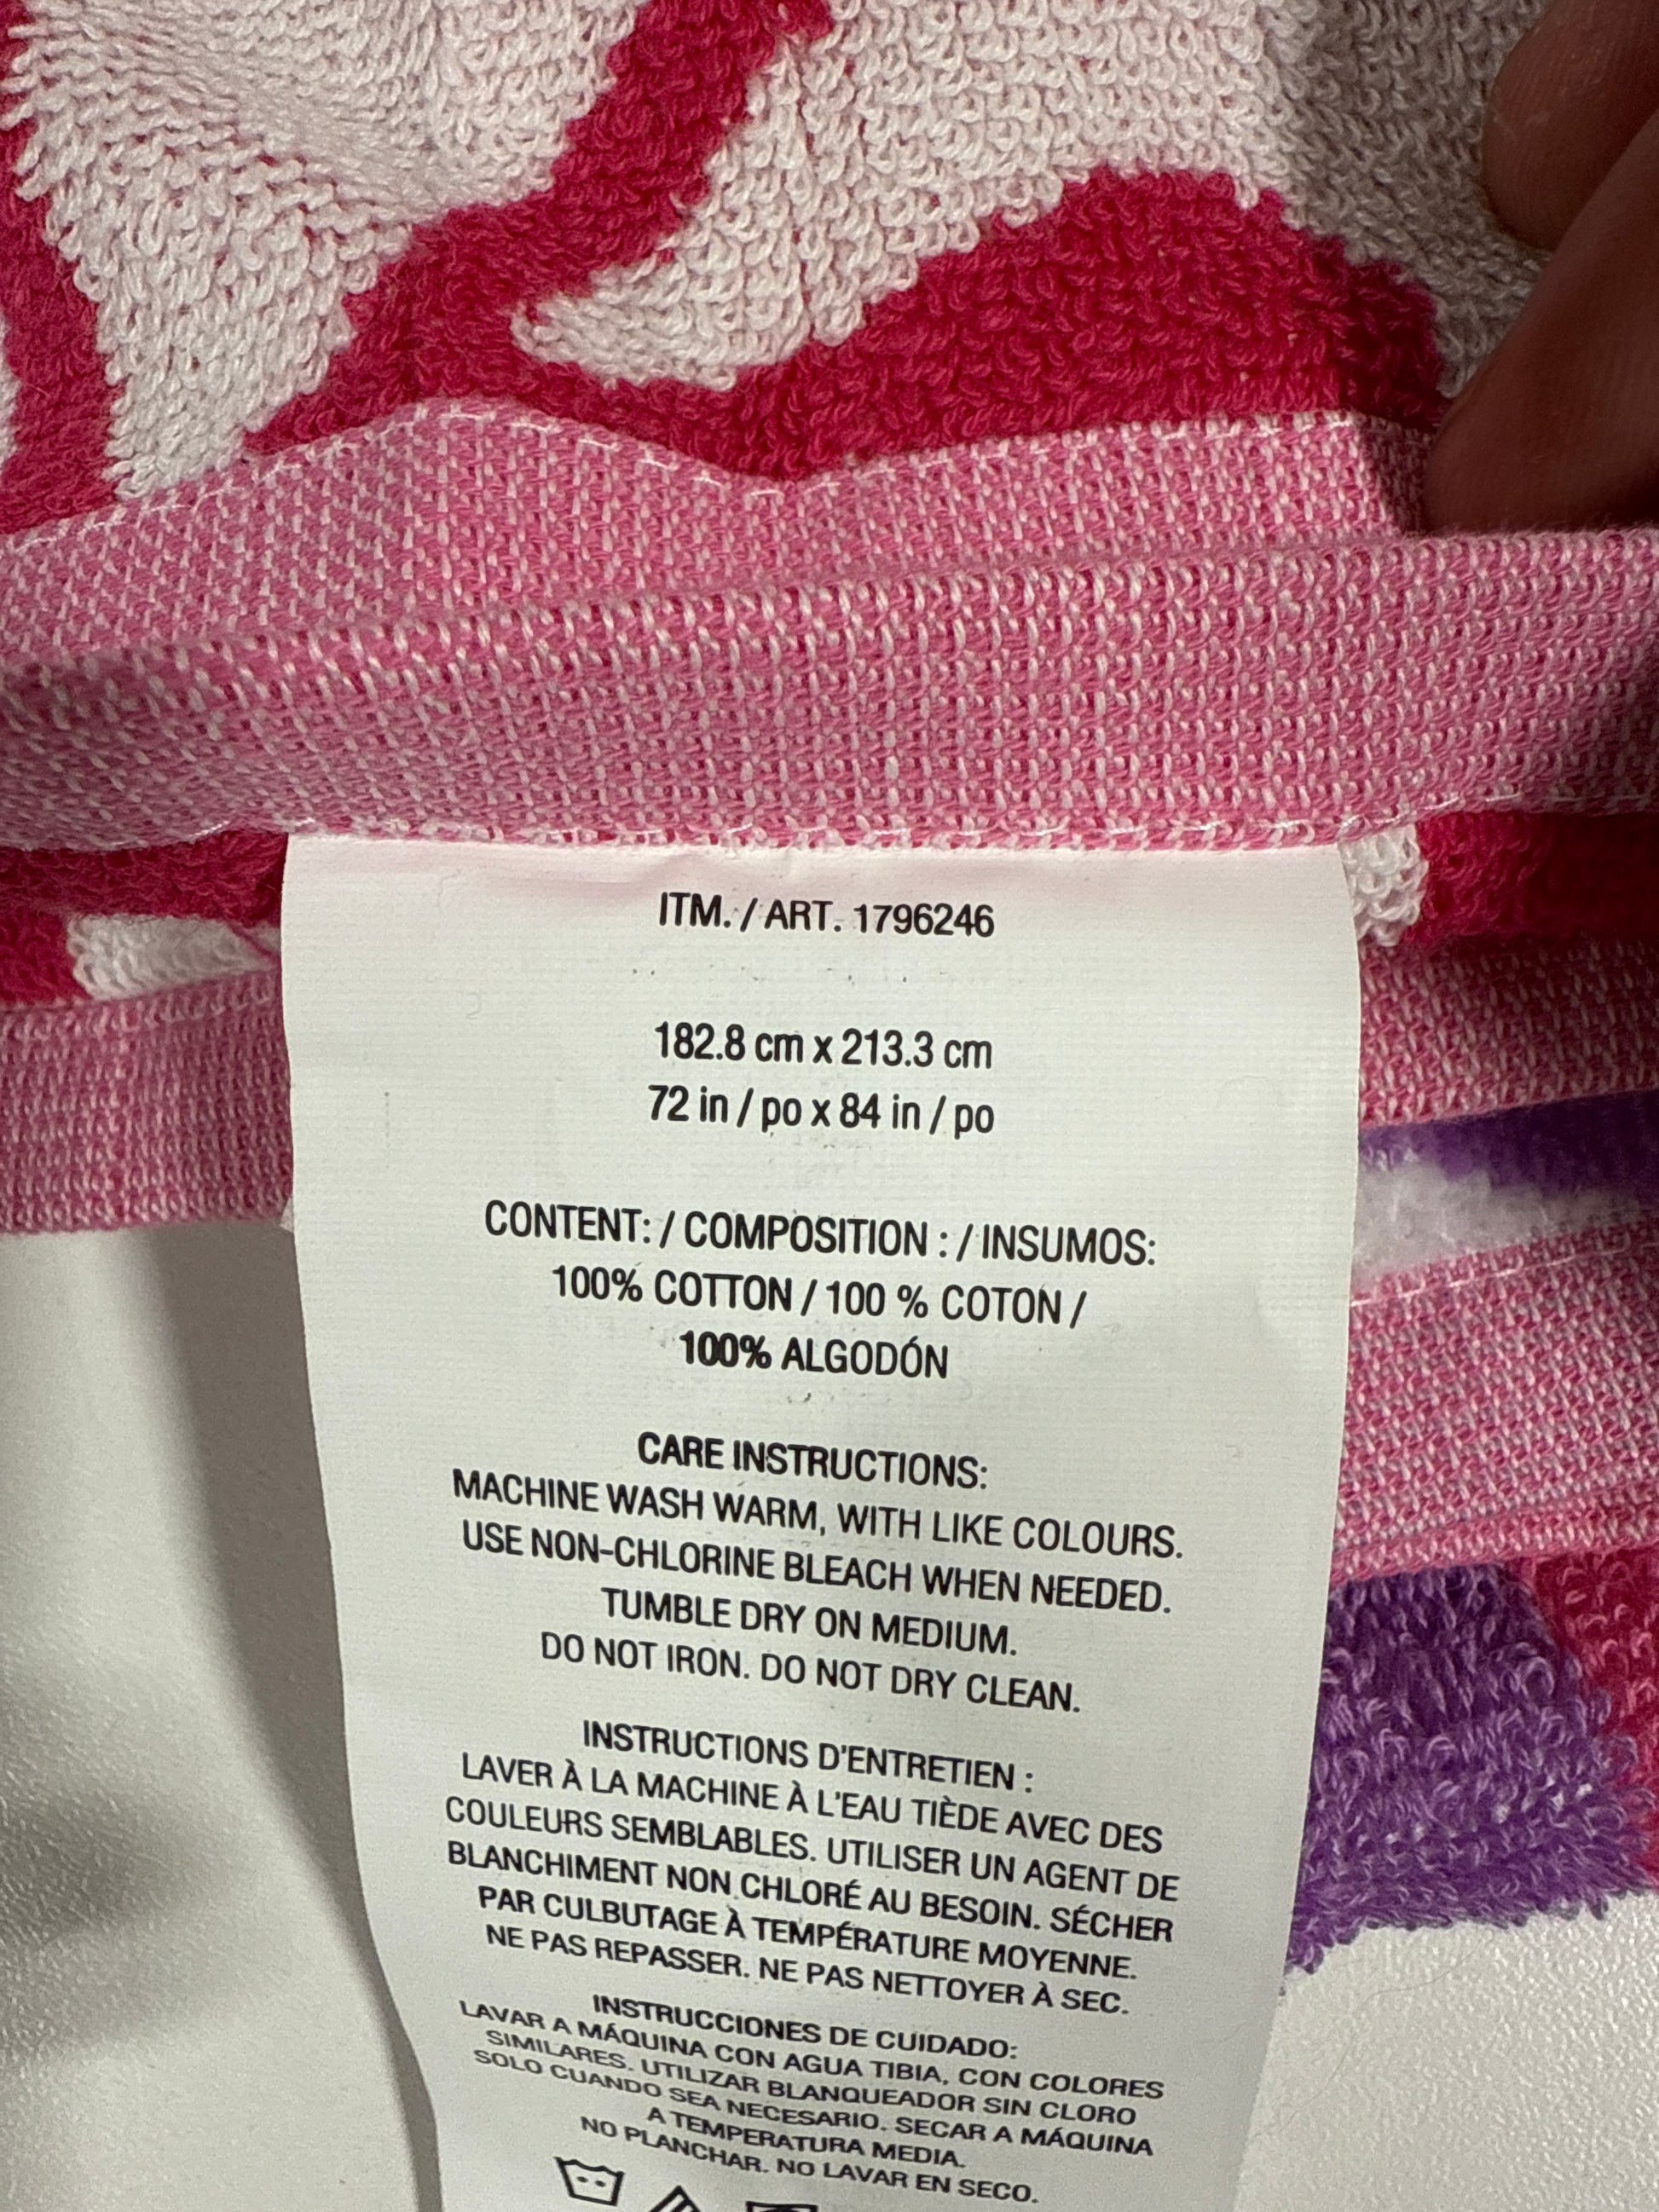 ITM. / ART. 1796246
182.8 cm x 213.3 cm
72 in / po x 84 in / po
CONTENT: / COMPOSITION : / INSUMOS:
100% COTTON / 100 % COTON /
100% ALGODÓN
CARE INSTRUCTIONS:
MACHINE WASH WARM, WITH LIKE COLOURS.
USE NON-CHLORINE BLEACH WHEN NEEDED.
TUMBLE DRY ON MEDIUM.
DO NOT IRON. DO NOT DRY CLEAN.
INSTRUCTIONS D'ENTRETIEN :
LAVER À LA MACHINE À L'EAU TIÈDE AVEC DES
COULEURS SEMBLABLES. UTILISER UN AGENT DE
BLANCHIMENT NON CHLORÉ AU BESOIN. SÉCHER
PAR CULBUTAGE À TEMPÉRATURE MOYENNE.
NE PAS REPASSER. NE PAS NETTOYER À SEC.
INSTRUCCIONES DE CUIDADO:
LAVAR A MÁQUINA CON AGUA TIBIA, CON COLORES
SIMILARES. UTILIZAR BLANQUEADOR SIN CLORO
SOLO CUANDO SEA NECESARIO. SECAR A MÁQUINA
A TEMPERATURA MEDIA.
NO PLANCHAR. NO LAVAR EN SECO.